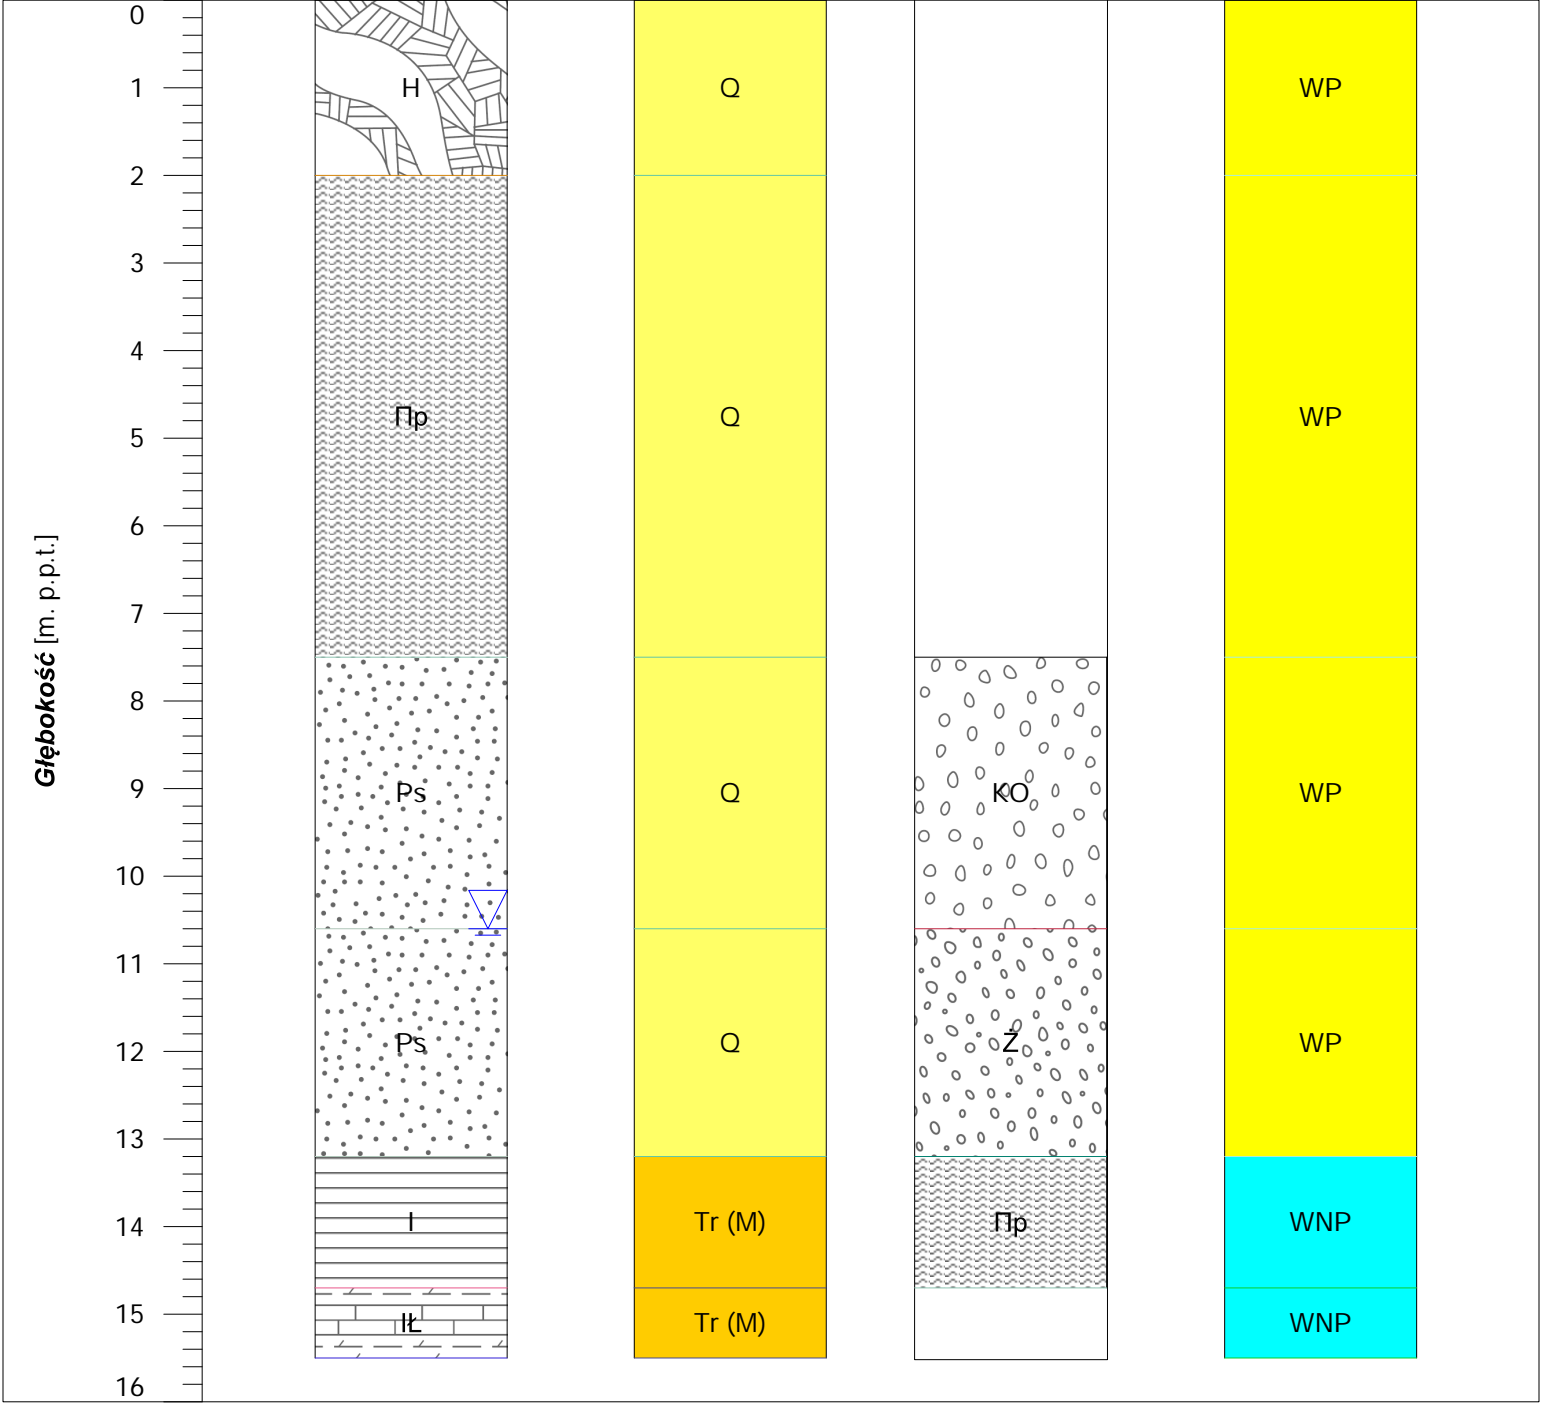 0
H Q WP
1
2
3
4
Πp Q WP
5
6
7
Głębokość [m. p.p.t.]
8
Ps Q KO WP
9
10
11
Ps Q Ż WP
12
13
I Tr (M) Πp WNP
14
15
IŁ Tr (M) WNP
16